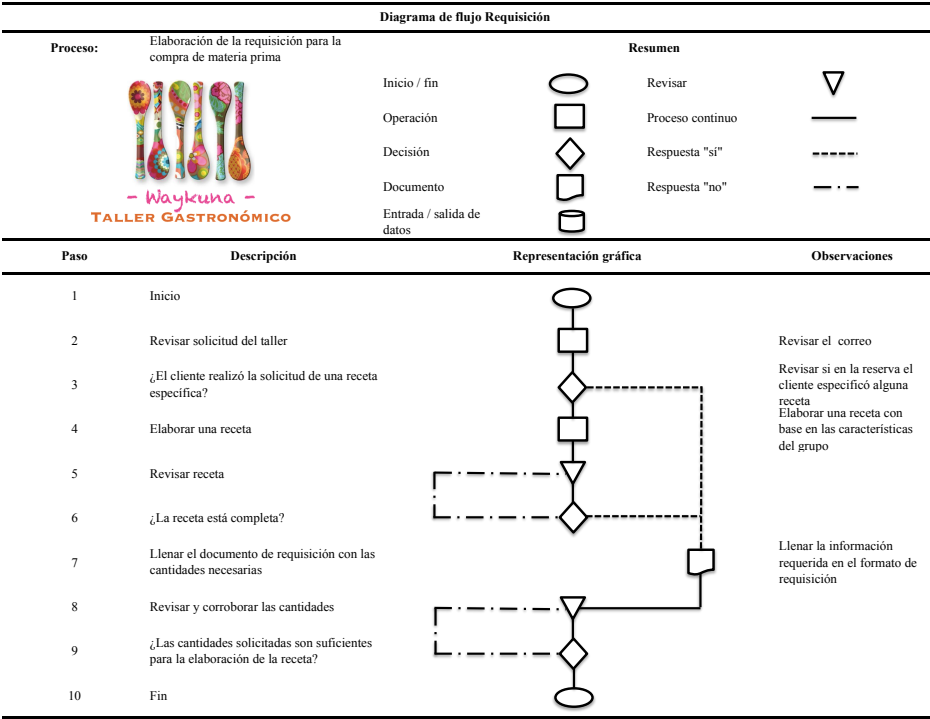 Diagrama de flujo Requisición
Proceso:
Elaboración de la requisición para la
compra de materia prima
- Waykuna -
TALLER GASTRONÓMICO
Resumen
Inicio / fin
Revisar
Operación
Proceso continuo
Decisión
Respuesta "sí"
Documento
Respuesta "no"
Entrada / salida de
datos
Paso
Descripción
Representación gráfica
Observaciones
1
Inicio
2
Revisar solicitud del taller
Revisar el correo
3
¿El cliente realizó la solicitud de una receta
específica?
Revisar si en la reserva el
cliente especificó alguna
receta
4
Elaborar una receta
Elaborar una receta con
base en las características
del grupo
5
Revisar receta
6
¿La receta está completa?
7
Llenar el documento de requisición con las
cantidades necesarias
Llenar la información
requerida en el formato de
requisición
8
Revisar y corroborar las cantidades
9
¿Las cantidades solicitadas son suficientes
para la elaboración de la receta?
10
Fin